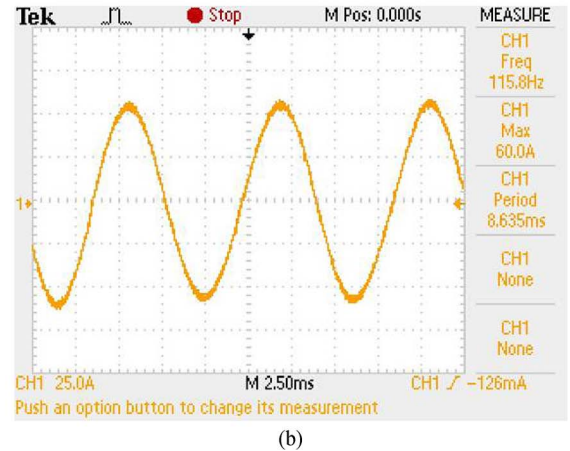 Tek Stop M Pos: 0.000s MEASURE
CH1
Freq
115.8Hz
CH1
Max
60.0A
CH1
Period
8.635ms
CH1
None
CH1
None
1
CH1 25.0A M 2.50ms CH1 -126mA
Push an option button to change its measurement
(b)